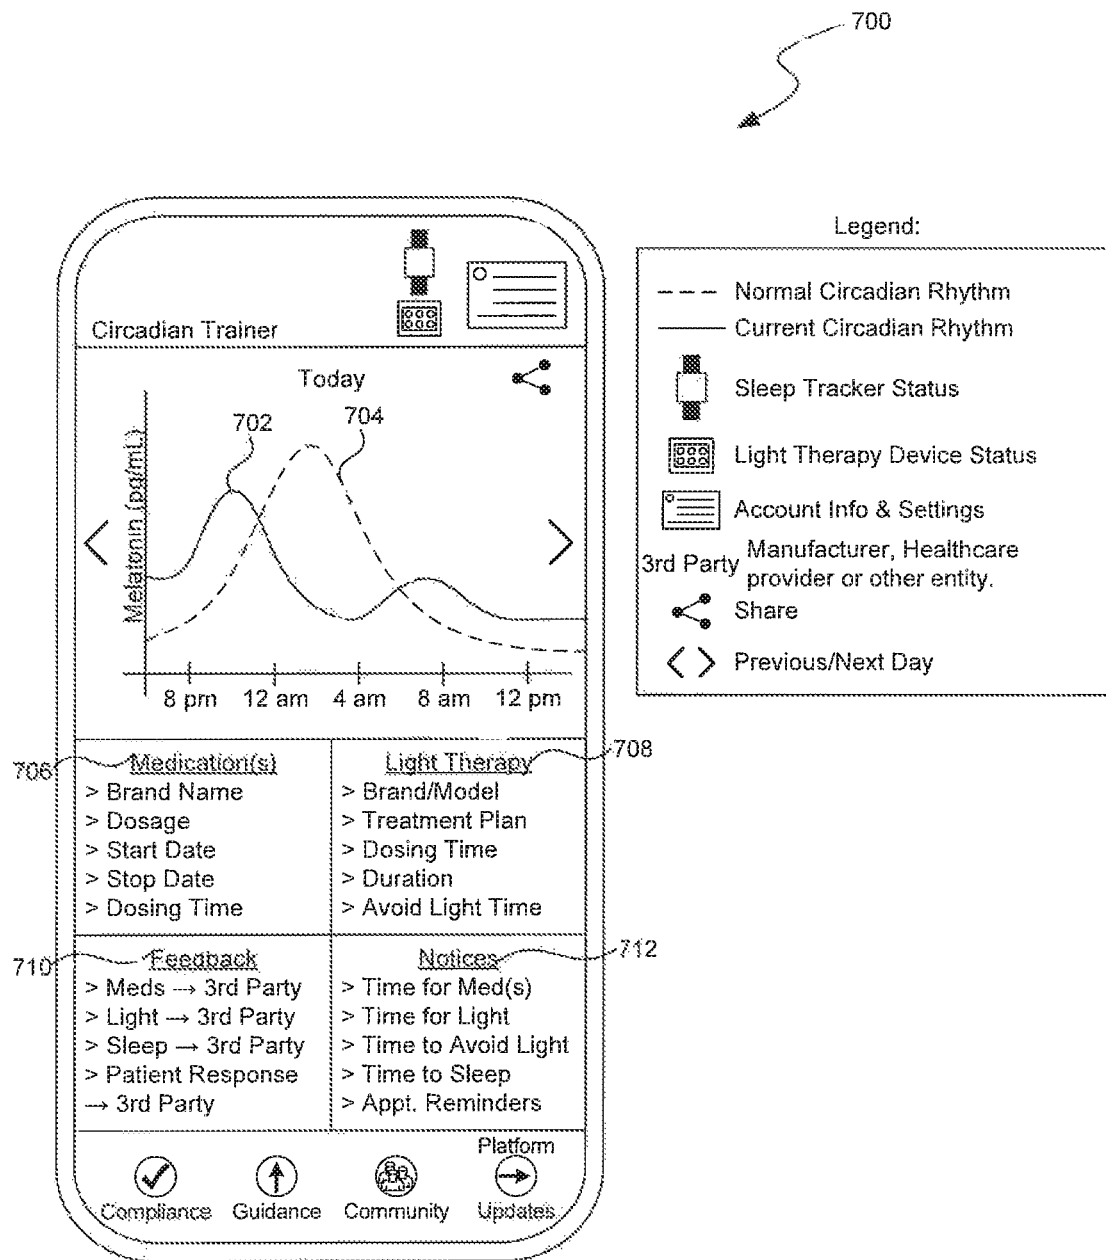 700
Circadian Trainer
Today
702
704
Melatonin (pg/mL)
8 pm 12 am 4 am 8 am 12 pm
Legend:
Normal Circadian Rhythm
Current Circadian Rhythm
Sleep Tracker Status
Light Therapy Device Status
Account Info & Settings
3rd Party Manufacturer, Healthcare
provider or other entity.
Share
Previous/Next Day
706
Medication(s)
> Brand Name
> Dosage
> Start Date
> Stop Date
> Dosing Time
708
Light Therapy
> Brand/Model
> Treatment Plan
> Dosing Time
> Duration
> Avoid Light Time
710
Feedback
> Meds → 3rd Party
> Light → 3rd Party
> Sleep → 3rd Party
> Patient Response
→ 3rd Party
712
Notices
> Time for Med(s)
> Time for Light
> Time to Avoid Light
> Time to Sleep
> Appt. Reminders
Compliance
Guidance
Community
Platform
Updates